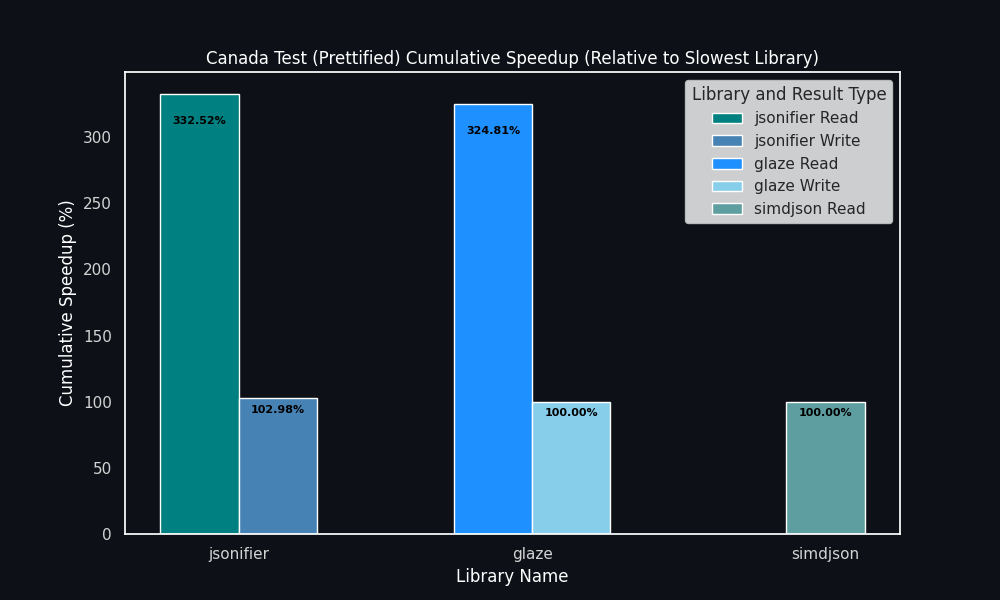 Canada Test (Prettified) Cumulative Speedup (Relative to Slowest Library)
Library and Result Type
jsonifier Read
jsonifier Write
glaze Read
glaze Write
simdjson Read
Cumulative Speedup (%)
300
250
200
150
100
50
0
332.52%
102.98%
324.81%
100.00%
100.00%
jsonifier
glaze
simdjson
Library Name